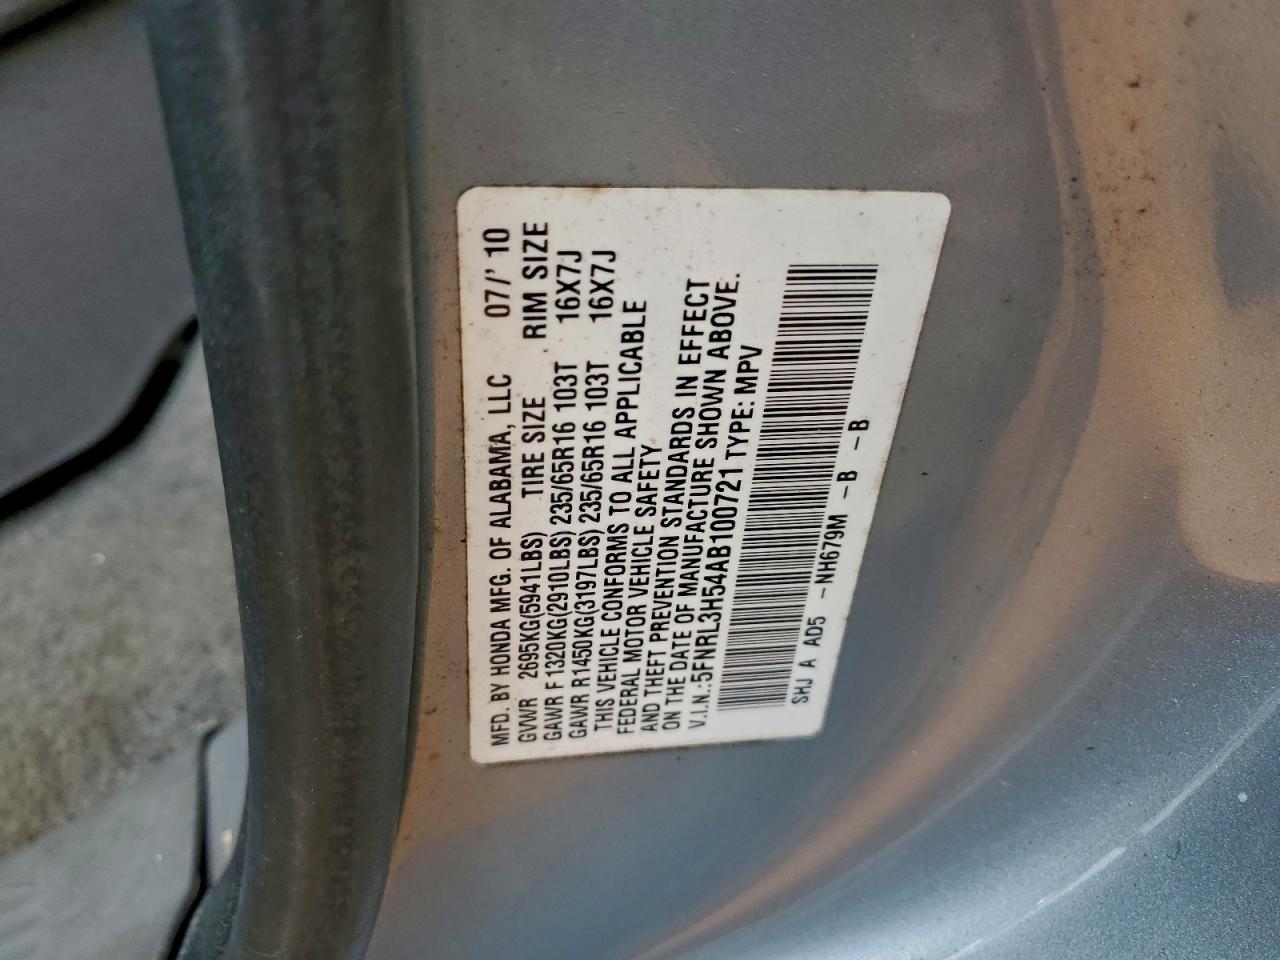 MFD. BY HONDA MFG. OF ALABAMA, LLC 07/' 10
GVWR 2695KG(5941LBS) TIRE SIZE RIM SIZE
GAWR F 1320KG(2910LBS) 235/65R16 103T 16X7J
GAWR R 1450KG(3197LBS) 235/65R16 103T 16X7J
THIS VEHICLE CONFORMS TO ALL APPLICABLE
FEDERAL MOTOR VEHICLE SAFETY
AND THEFT PREVENTION STANDARDS IN EFFECT
ON THE DATE OF MANUFACTURE SHOWN ABOVE.
V.I.N.:5FNRL3H54AB100721 TYPE: MPV
SHJ A AD5 -NH679M -B -B